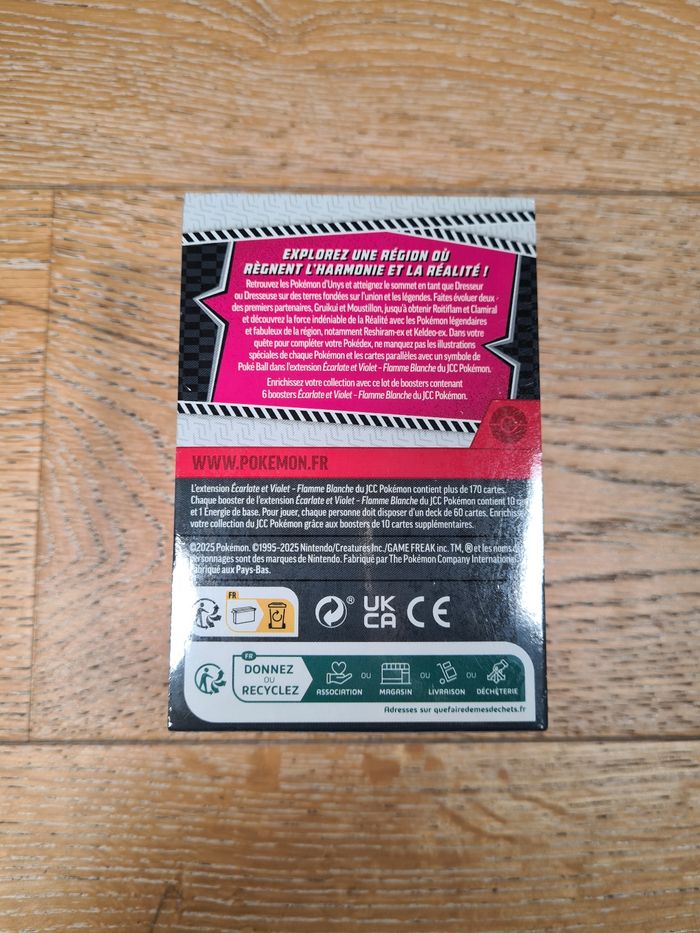 EXPLOREZ UNE RÉGION OÙ
RÈGNENT L'HARMONIE ET LA RÉALITÉ !
Retrouvez les Pokémon d'Unys et atteignez le sommet en tant que Dresseur
ou Dresseuse sur des terres fondées sur l'union et les légendes. Faites évoluer deux
des premiers partenaires, Gruikui et Moustillon, jusqu'à obtenir Roitiflam et Clamiral
et découvrez la force indéniable de la Réalité avec les Pokémon légendaires
et fabuleux de la région, notamment Reshiram-ex et Keldeo-ex. Dans votre
quête pour compléter votre Pokédex, ne manquez pas les illustrations
spéciales de chaque Pokémon et les cartes parallèles avec un symbole de
Poké Ball dans l'extension Écarlate et Violet – Flamme Blanche du JCC Pokémon.
Enrichissez votre collection avec ce lot de boosters contenant
6 boosters Écarlate et Violet – Flamme Blanche du JCC Pokémon.
WWW.POKEMON.FR
L'extension Écarlate et Violet – Flamme Blanche du JCC Pokémon contient plus de 170 cartes.
Chaque booster de l'extension Écarlate et Violet – Flamme Blanche du JCC Pokémon contient 10
et 1 Énergie de base. Pour jouer, chaque personne doit disposer d'un deck de 60 cartes. Enrichiss
votre collection du JCC Pokémon grâce aux boosters de 10 cartes supplémentaires.
©2025 Pokémon. ©1995-2025 Nintendo/Creatures Inc./GAME FREAK inc. TM, ® et les noms
personnages sont des marques de Nintendo. Fabriqué par The Pokémon Company International
Fabriqué aux Pays-Bas.
FR
® UK CA CE
FR
DONNEZ
OU
RECYCLEZ
ASSOCIATION OU MAGASIN OU LIVRAISON OU DÉCHÈTERIE
Adresses sur quefairedemesdechets.fr